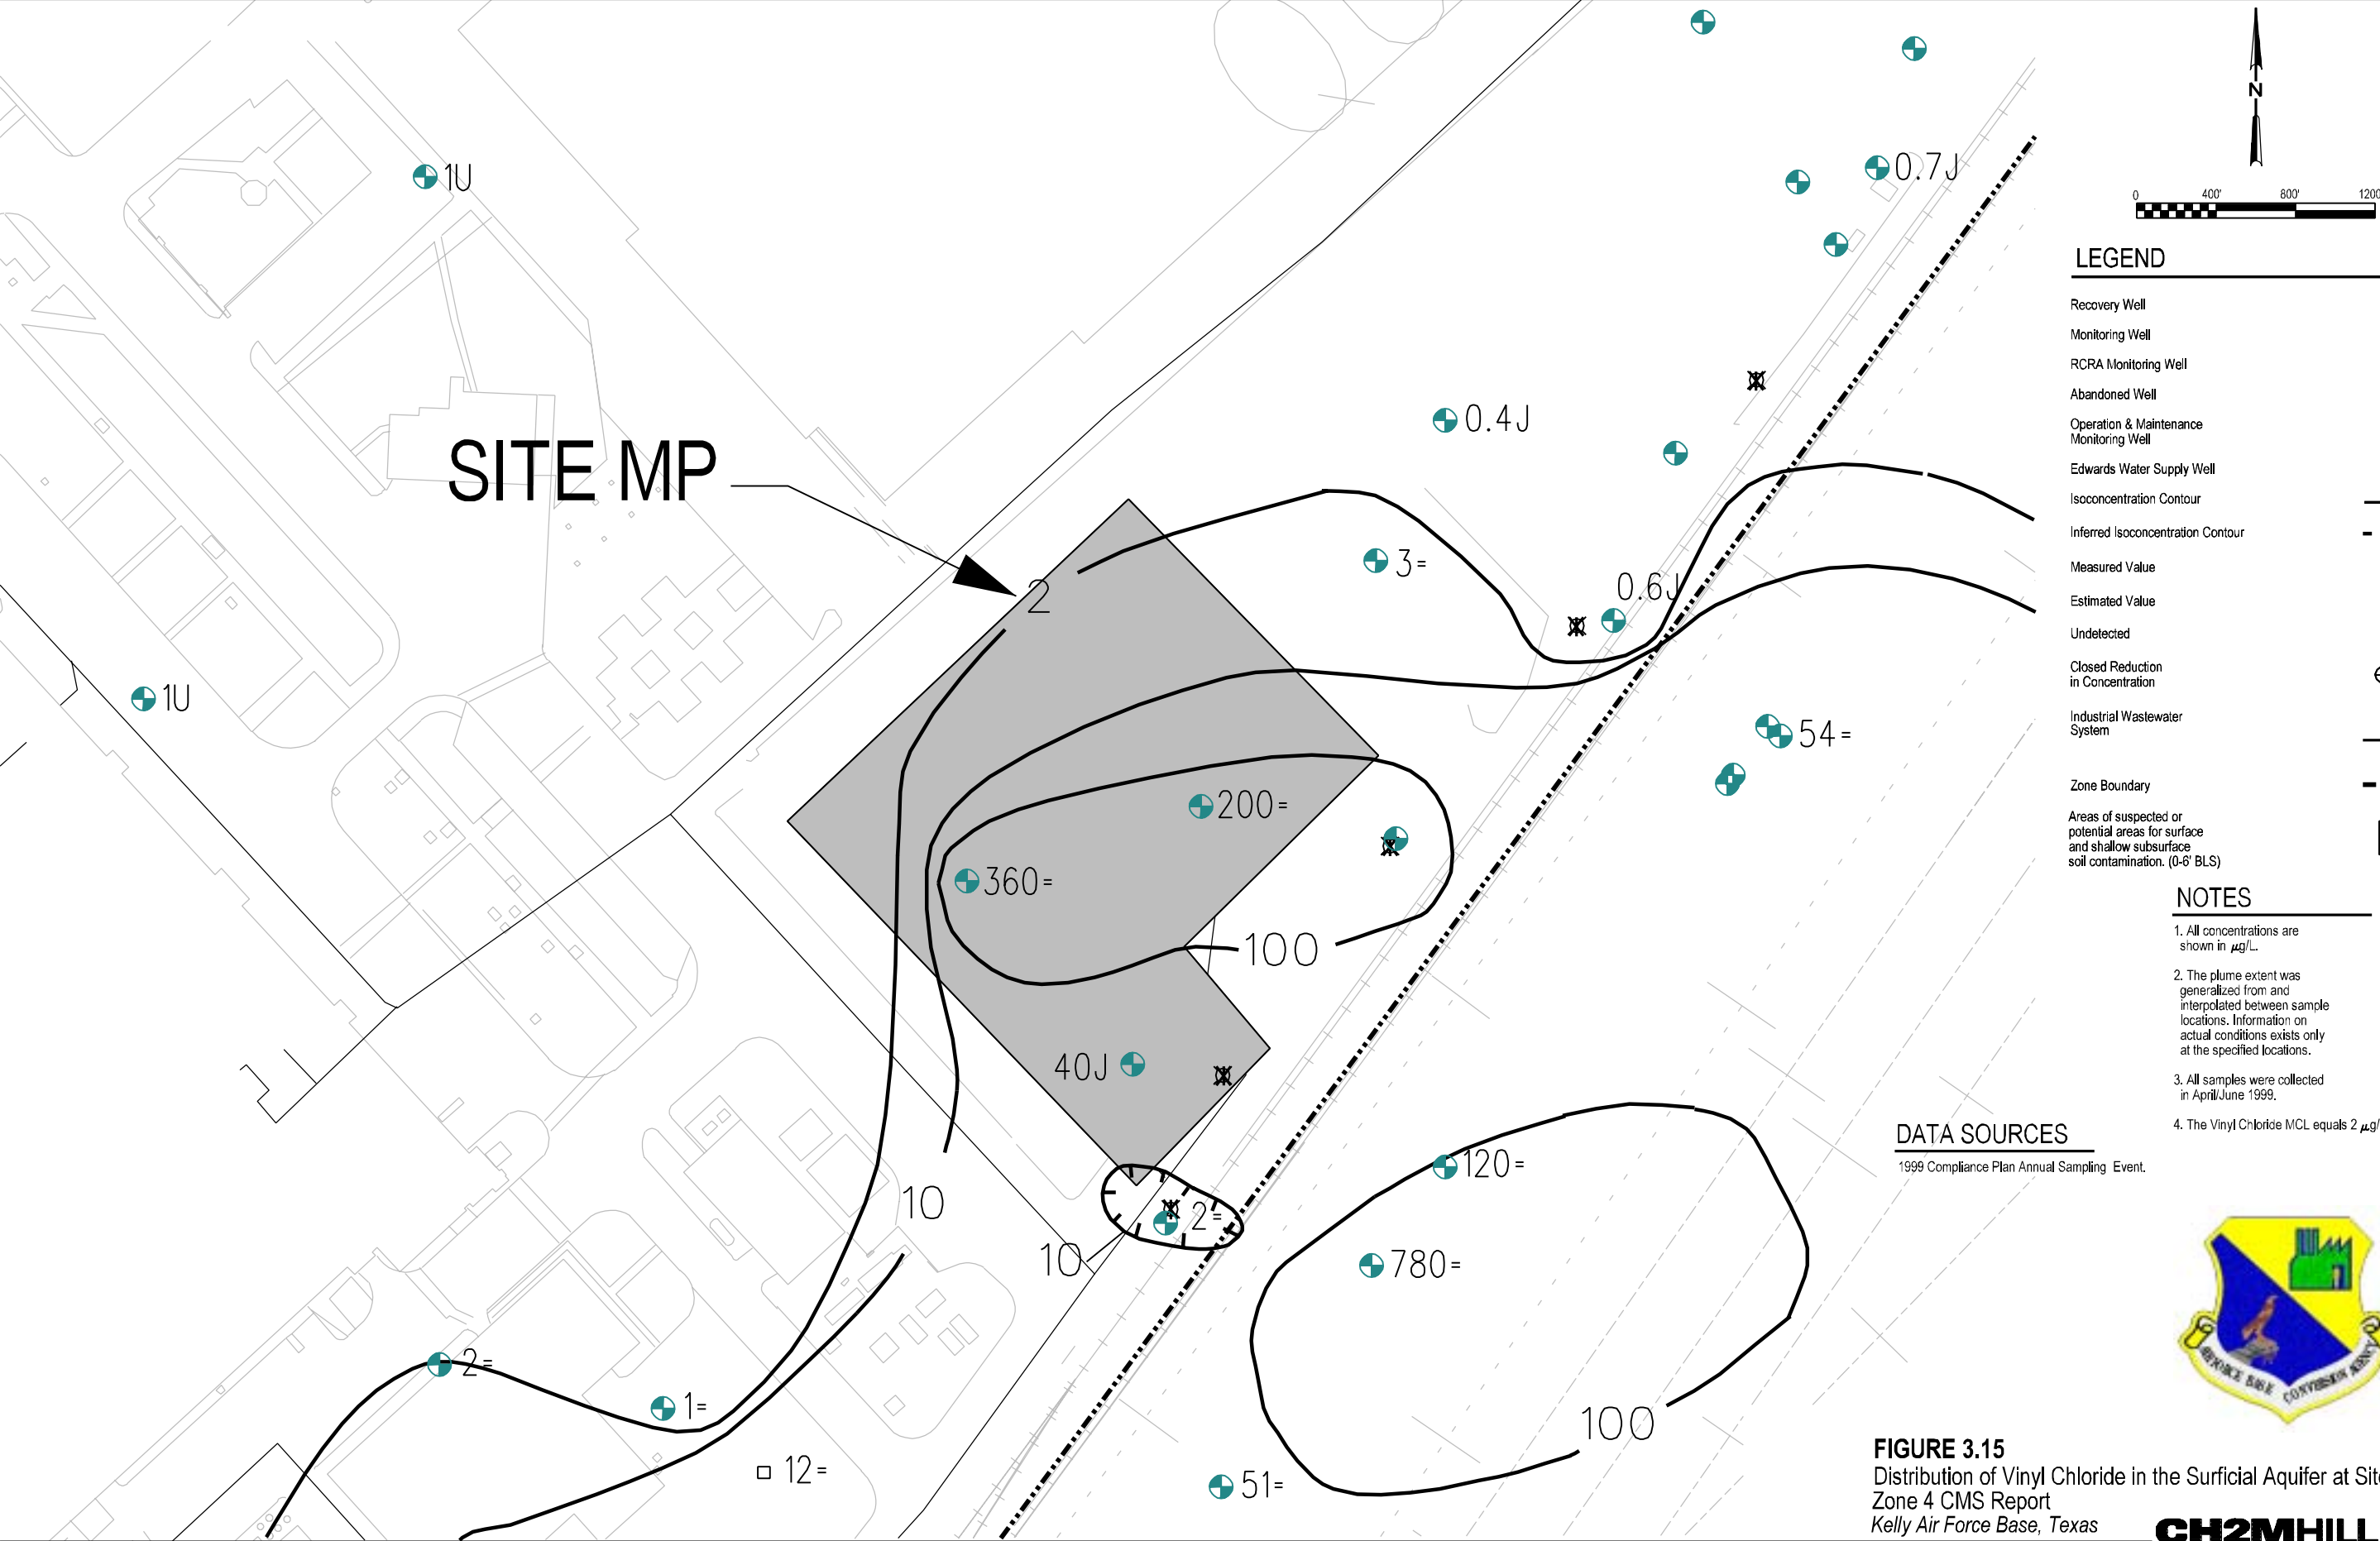 1U
1U
SITE MP
2
0.7J
0.4J
3=
0.6J
54=
200=
360=
100
40J
10
2=
10
120=
780=
2=
1=
12=
51=
100
N
0 400' 800' 1200
LEGEND
Recovery Well
Monitoring Well
RCRA Monitoring Well
Abandoned Well
Operation & Maintenance
Monitoring Well
Edwards Water Supply Well
Isoconcentration Contour
Inferred Isoconcentration Contour
Measured Value
Estimated Value
Undetected
Closed Reduction
in Concentration
Industrial Wastewater
System
Zone Boundary
Areas of suspected or
potential areas for surface
and shallow subsurface
soil contamination. (0-6' BLS)
NOTES
1. All concentrations are
shown in µg/L.
2. The plume extent was
generalized from and
interpolated between sample
locations. Information on
actual conditions exists only
at the specified locations.
3. All samples were collected
in April/June 1999.
4. The Vinyl Chloride MCL equals 2 µg/
DATA SOURCES
1999 Compliance Plan Annual Sampling Event.
AIR FORCE BASE CONVERSION AGENCY
FIGURE 3.15
Distribution of Vinyl Chloride in the Surficial Aquifer at Sit
Zone 4 CMS Report
Kelly Air Force Base, Texas
CH2MHILL